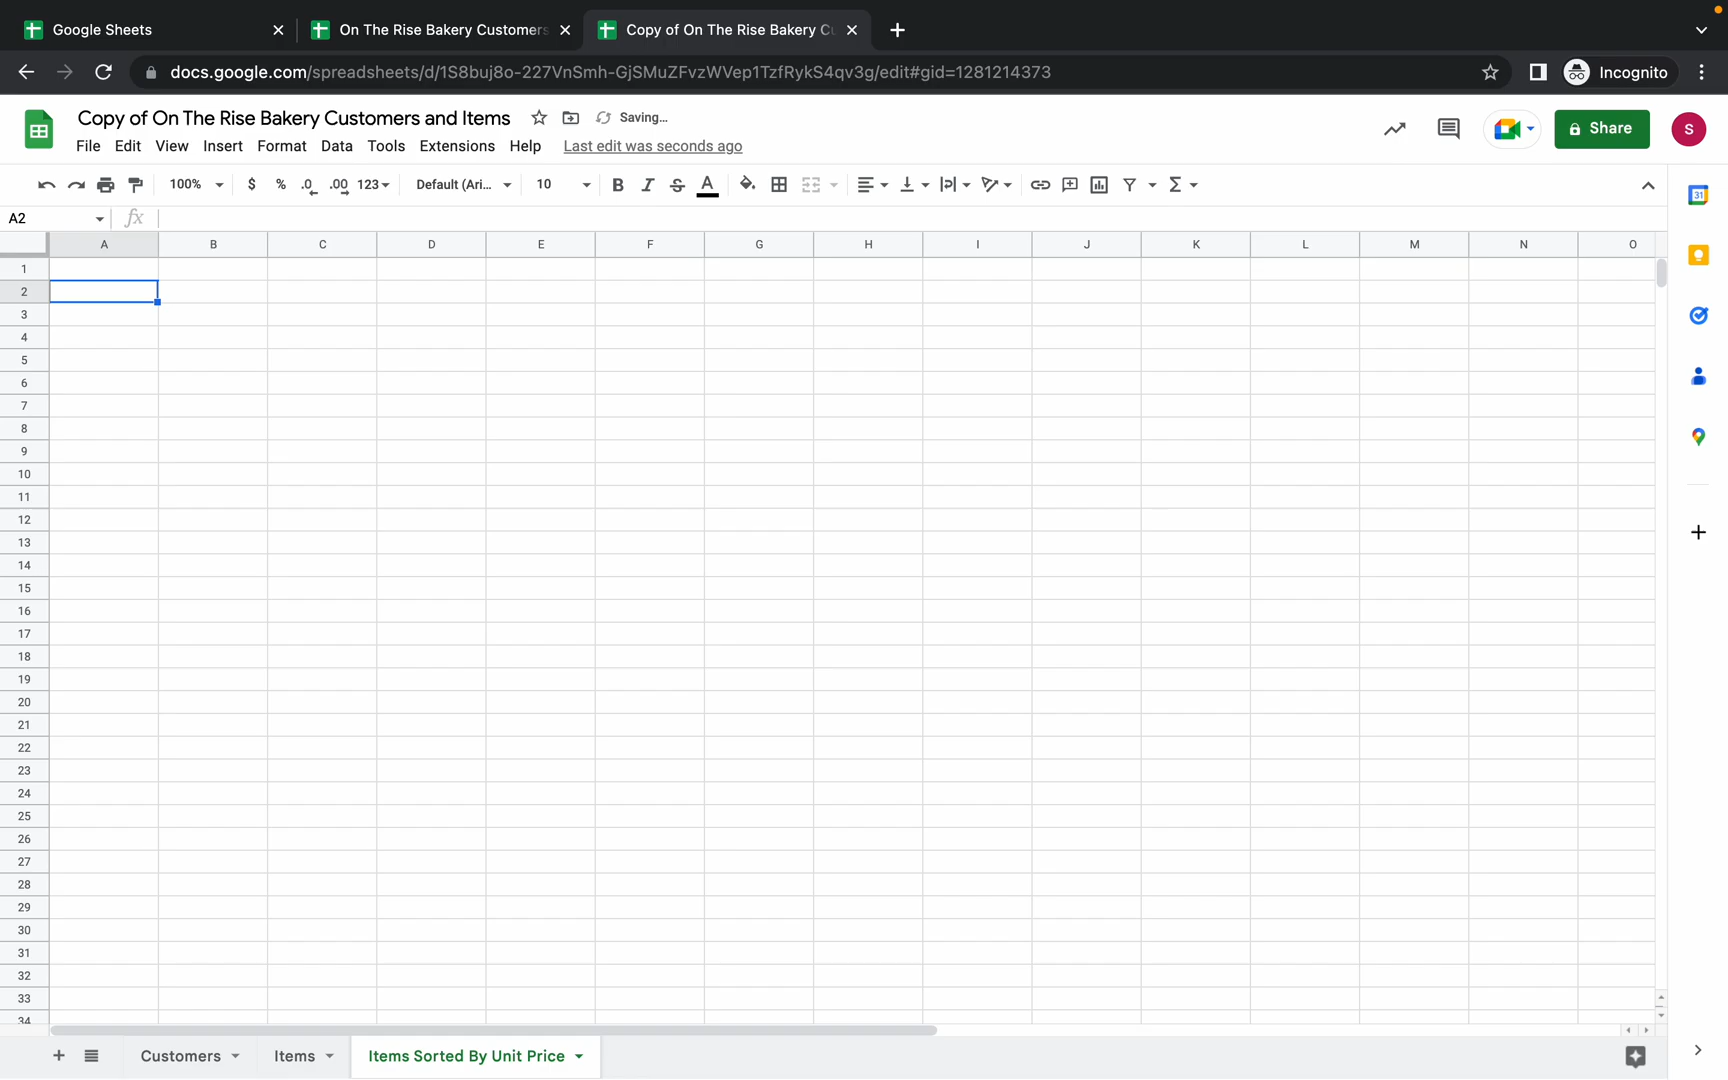 Google Sheets
On The Rise Bakery Customers
Copy of On The Rise Bakery Cu
docs.google.com/spreadsheets/d/1S8buj8o-227VnSmh-GjSMuZFvzWVep1TzfRykS4qv3g/edit#gid=1281214373
Incognito
Copy of On The Rise Bakery Customers and Items
Saving...
File Edit View Insert Format Data Tools Extensions Help Last edit was seconds ago
Share
S
100% $ % .0 .00 123 Default (Ari... 10 B I S A Σ
31
A2 fx
A B C D E F G H I J K L M N O
1
2
3
4
5
6
7
8
9
10
11
12
13
14
15
16
17
18
19
20
21
22
23
24
25
26
27
28
29
30
31
32
33
34
Customers Items Items Sorted By Unit Price